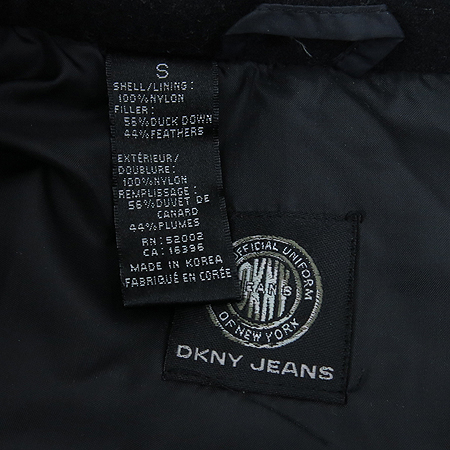 S
SHELL/LINING:
100%NYLON
FILLER:
56%DUCK DOWN
44%FEATHERS
EXTÉRIEUR/
DOUBLURE:
100%NYLON
REMPLISSAGE:
56%DUVET DE
CANARD
44%PLUMES
RN: 52002
CA: 16396
MADE IN KOREA
FABRIQUÉ EN CORÉE
OFFICIAL UNIFORM
DKNY
JEANS
OF NEW YORK
DKNY JEANS